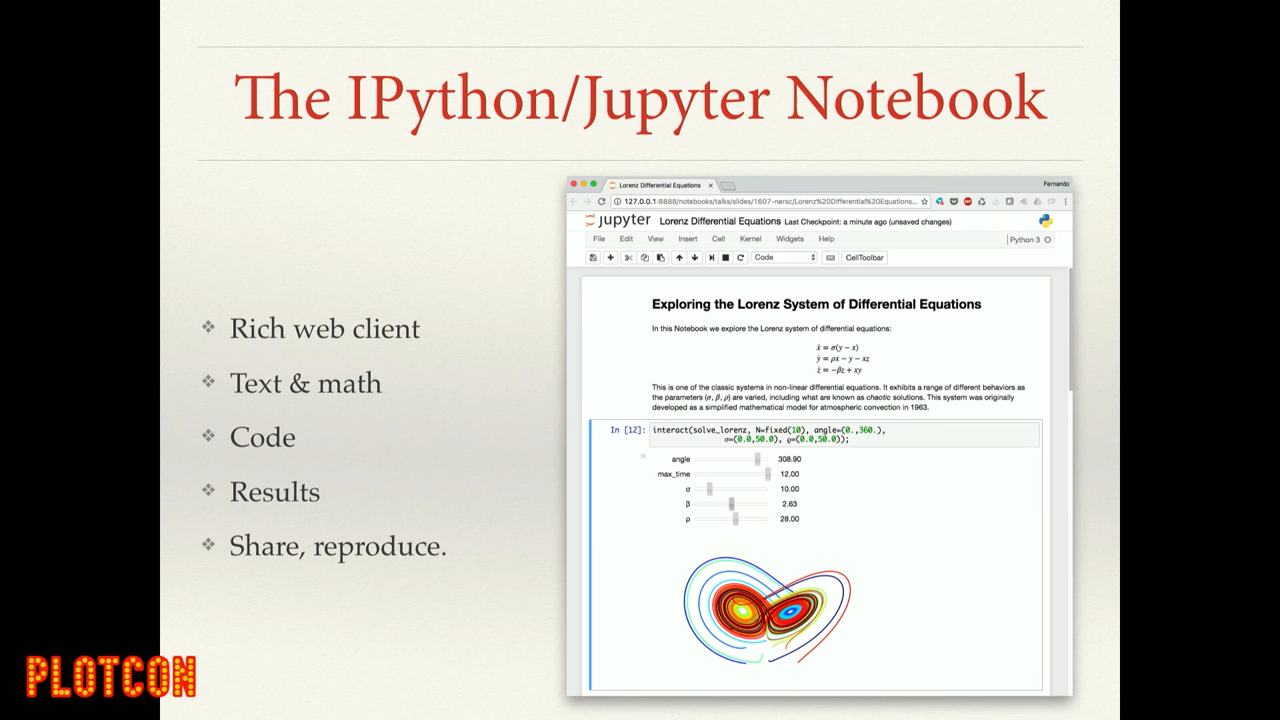 The IPython/Jupyter Notebook
❖ Rich web client
❖ Text & math
❖ Code
❖ Results
❖ Share, reproduce.
Lorenz Differential Equations ×
Fernando
127.0.0.1:8888/notebooks/talks/slides/1607-nersc/Lorenz%20Differential%20Equations...
jupyter Lorenz Differential Equations Last Checkpoint: a minute ago (unsaved changes)
File Edit View Insert Cell Kernel Widgets Help Python 3
Code CellToolbar
Exploring the Lorenz System of Differential Equations
In this Notebook we explore the Lorenz system of differential equations:
ẋ = σ(y − x)
ẏ = ρx − y − xz
ż = −βz + xy
This is one of the classic systems in non-linear differential equations. It exhibits a range of different behaviors as
the parameters (σ, β, ρ) are varied, including what are known as chaotic solutions. This system was originally
developed as a simplified mathematical model for atmospheric convection in 1963.
In [12]: interact(solve_lorenz, N=fixed(10), angle=(0.,360.),
σ=(0.0,50.0), ρ=(0.0,50.0));
angle 308.90
max_time 12.00
σ 10.00
β 2.63
ρ 28.00
PLOTCON